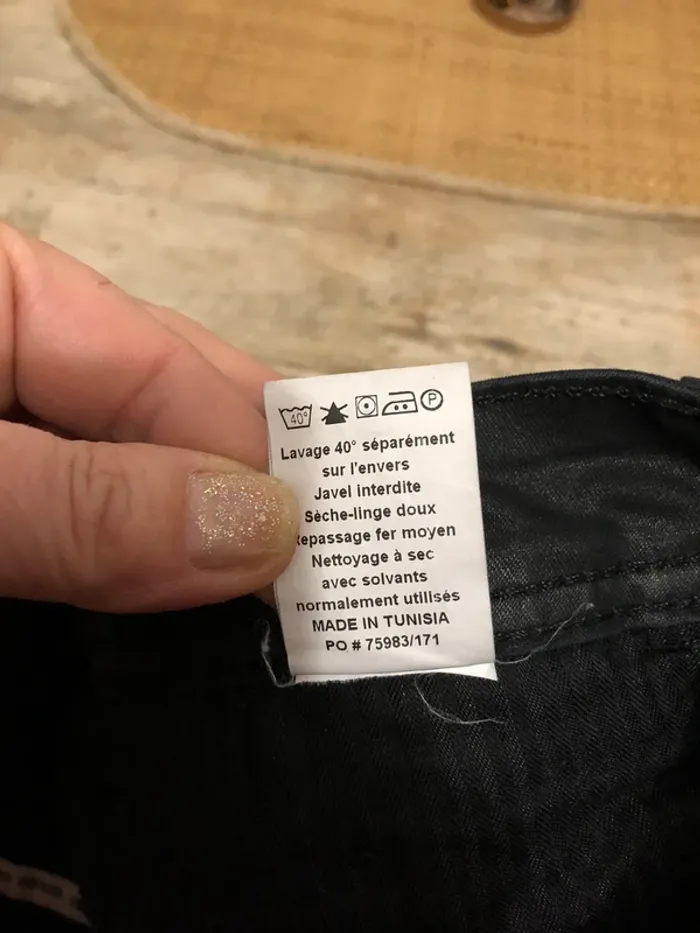 40°
P
Lavage 40° séparément
sur l'envers
Javel interdite
Sèche-linge doux
epassage fer moyen
Nettoyage à sec
avec solvants
normalement utilisés
MADE IN TUNISIA
PO # 75983/171